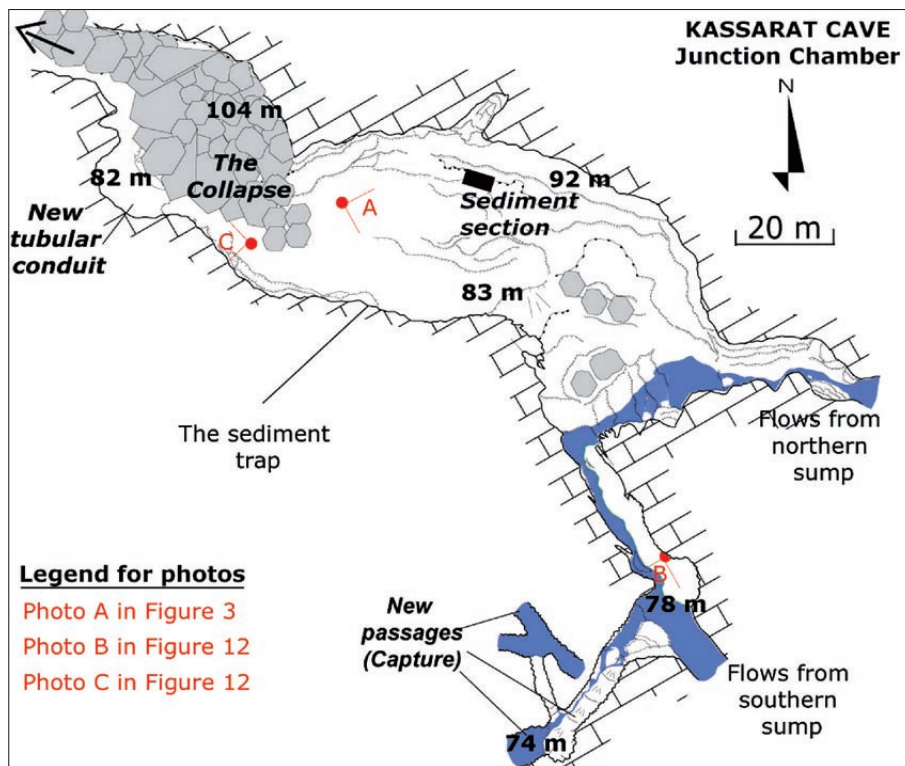 KASSARAT CAVE
Junction Chamber
N
20 m
104 m
The
Collapse
82 m
New
tubular
conduit
A
C
Sediment
section
92 m
83 m
The sediment
trap
Flows from
northern
sump
B
78 m
Legend for photos
Photo A in Figure 3
Photo B in Figure 12
Photo C in Figure 12
New
passages
(Capture)
Flows from
southern
sump
74 m